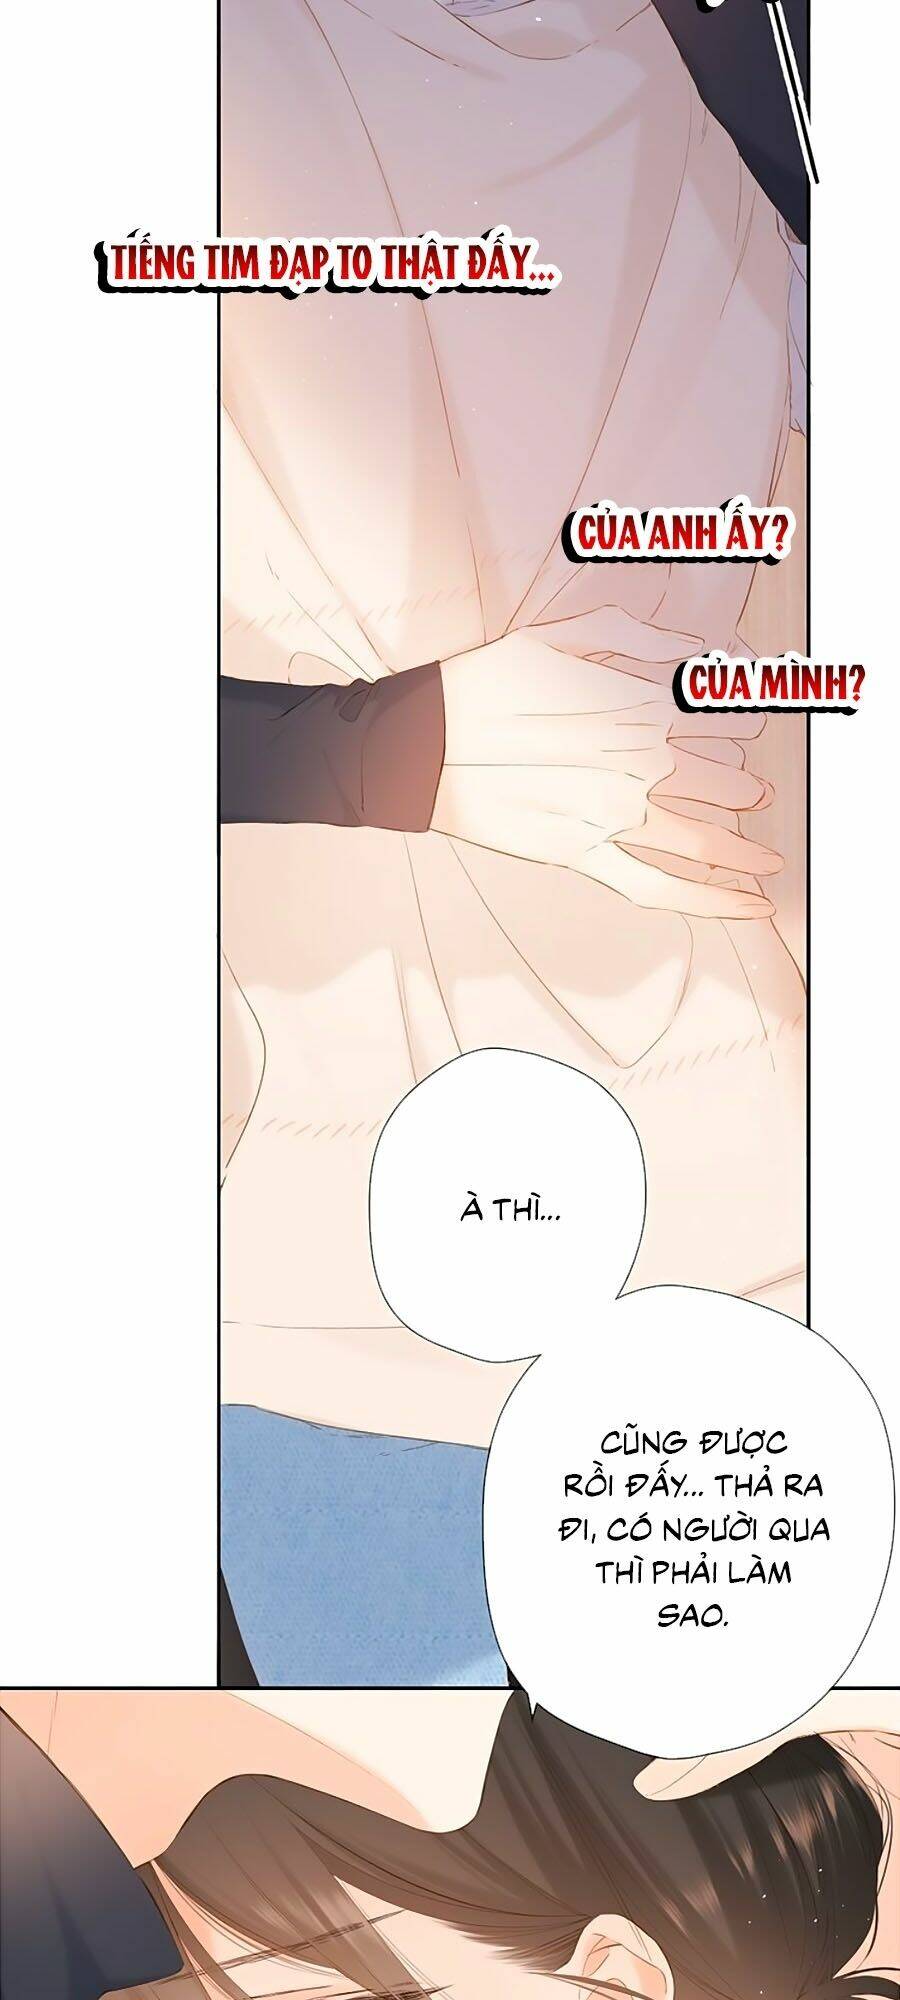 TIẾNG TIM ĐẬP TO THẬT ĐẤY...
CỦA ANH ẤY?
CỦA MÌNH?
À THÌ...
CŨNG ĐƯỢC
RỒI ĐẤY... THẢ RA
ĐI, CÓ NGƯỜI QUA
THÌ PHẢI LÀM
SAO.